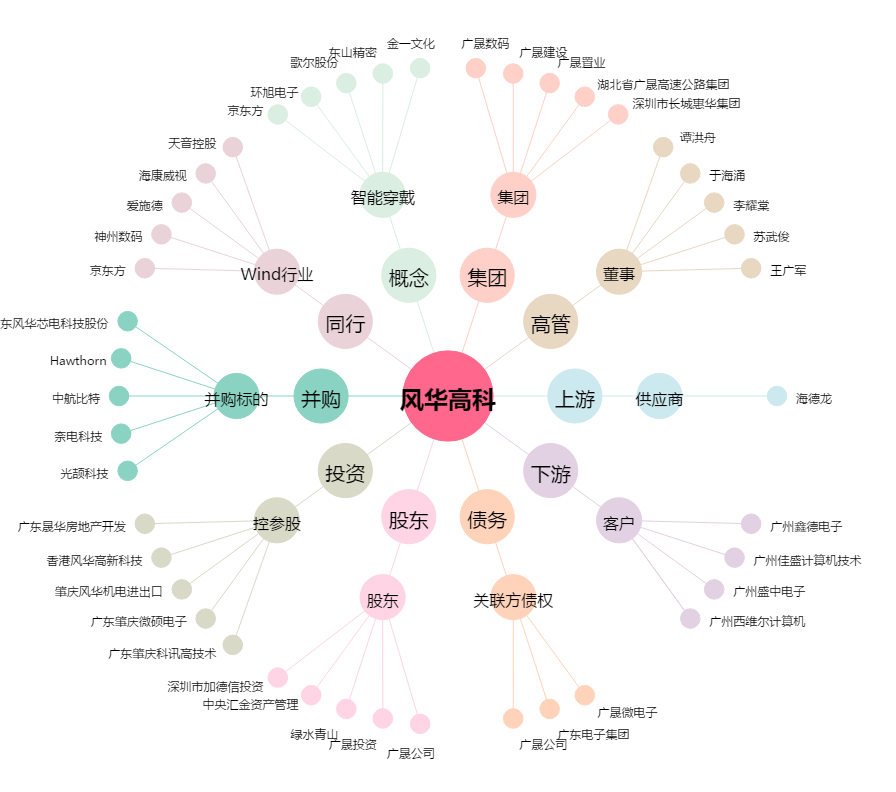 金一文化
东山精密
歌尔股份
环旭电子
京东方
智能穿戴
概念
广晟数码
广晟建设
广晟置业
湖北省广晟高速公路集团
深圳市长城惠华集团
集团
集团
谭洪舟
于海涌
李耀棠
苏武俊
王广军
董事
高管
天音控股
海康威视
爱施德
神州数码
京东方
Wind行业
同行
风华高科
上游
供应商
海德龙
东风华芯电科技股份
Hawthorn
中航比特
奈电科技
光颉科技
并购标的
并购
下游
客户
广州鑫德电子
广州佳盛计算机技术
广州盛中电子
广州西维尔计算机
投资
控参股
广东晟华房地产开发
香港风华高新科技
肇庆风华机电进出口
广东肇庆微硕电子
广东肇庆科讯高技术
股东
股东
深圳市加德信投资
中央汇金资产管理
绿水青山
广晟投资
广晟公司
债务
关联方债权
广晟微电子
广东电子集团
广晟公司